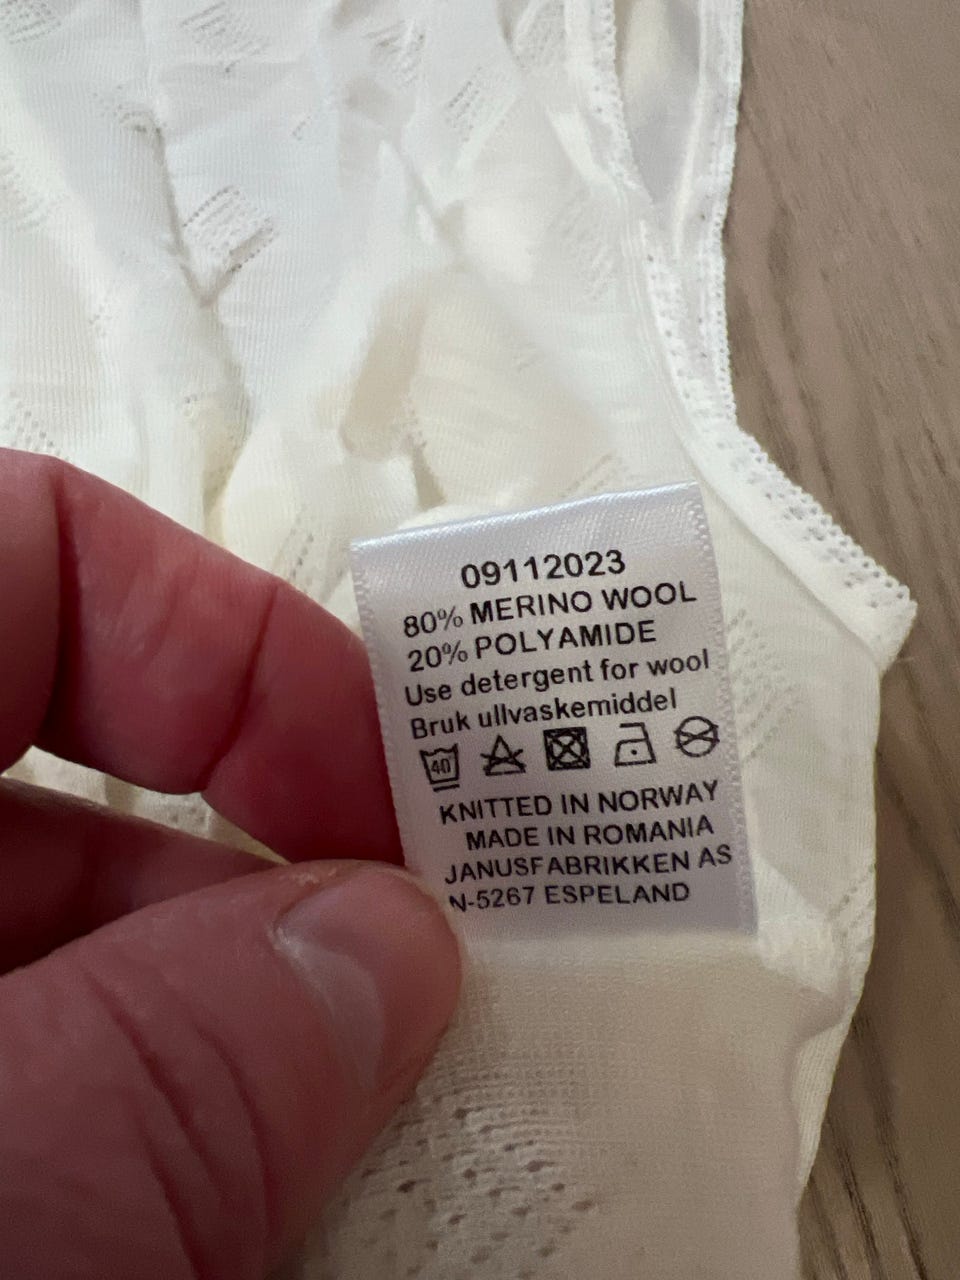 09112023
80% MERINO WOOL
20% POLYAMIDE
Use detergent for wool
Bruk ullvaskemiddel
40
KNITTED IN NORWAY
MADE IN ROMANIA
JANUSFABRIKKEN AS
N-5267 ESPELAND